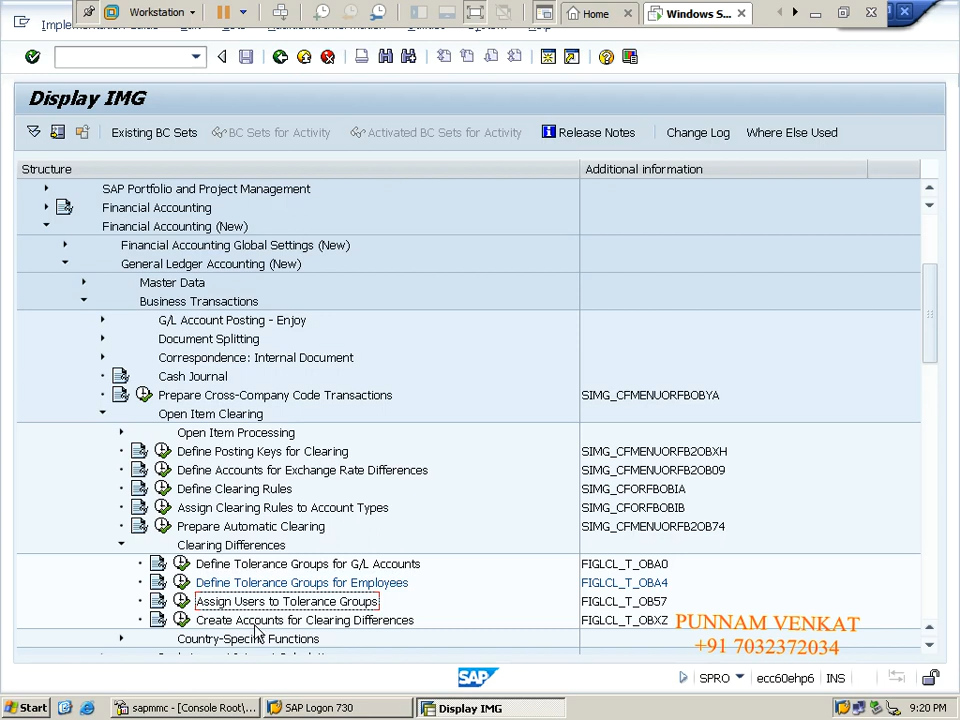 Workstation
Home
Windows S...
Display IMG
Existing BC Sets
BC Sets for Activity
Activated BC Sets for Activity
Release Notes
Change Log
Where Else Used
Structure
Additional information
SAP Portfolio and Project Management
Financial Accounting
Financial Accounting (New)
Financial Accounting Global Settings (New)
General Ledger Accounting (New)
Master Data
Business Transactions
G/L Account Posting - Enjoy
Document Splitting
Correspondence: Internal Document
Cash Journal
Prepare Cross-Company Code Transactions SIMG_CFMENUORFBOBYA
Open Item Clearing
Open Item Processing
Define Posting Keys for Clearing SIMG_CFMENUORFB2OBXH
Define Accounts for Exchange Rate Differences SIMG_CFMENUORFB2OB09
Define Clearing Rules SIMG_CFORFBOBIA
Assign Clearing Rules to Account Types SIMG_CFORFBOBIB
Prepare Automatic Clearing SIMG_CFMENUORFB2OB74
Clearing Differences
Define Tolerance Groups for G/L Accounts FIGLCL_T_OBA0
Define Tolerance Groups for Employees FIGLCL_T_OBA4
Assign Users to Tolerance Groups FIGLCL_T_OB57
Create Accounts for Clearing Differences FIGLCL_T_OBXZ
Country-Specific Functions
PUNNAM VENKAT
+91 7032372034
SAP
SPRO
ecc60ehp6
INS
Start
sapmmc - [Console Root\...
SAP Logon 730
Display IMG
9:20 PM